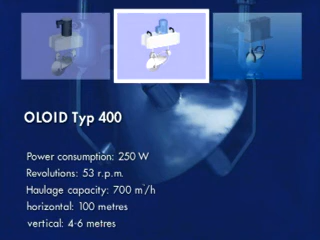 OLOID Typ 400
Power consumption: 250 W
Revolutions: 53 r.p.m.
Haulage capacity: 700 m³/h
horizontal: 100 metres
vertical: 4-6 metres